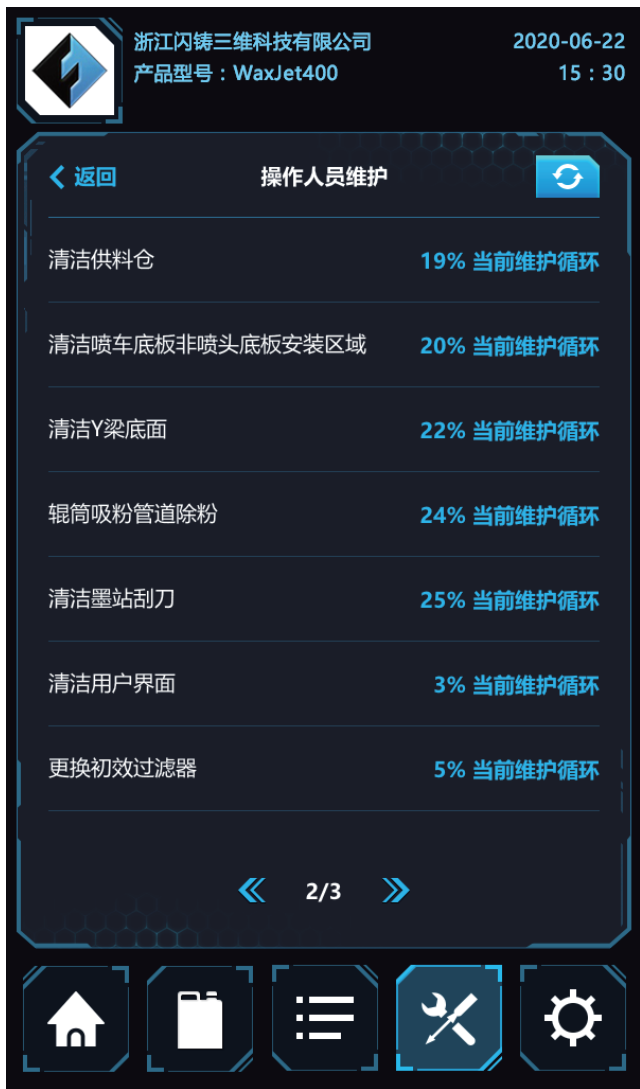 浙江闪铸三维科技有限公司 2020-06-22
产品型号：WaxJet400 15：30
返回 操作人员维护
清洁供料仓 19% 当前维护循环
清洁喷车底板非喷头底板安装区域 20% 当前维护循环
清洁Y梁底面 22% 当前维护循环
辊筒吸粉管道除粉 24% 当前维护循环
清洁墨站刮刀 25% 当前维护循环
清洁用户界面 3% 当前维护循环
更换初效过滤器 5% 当前维护循环
2/3